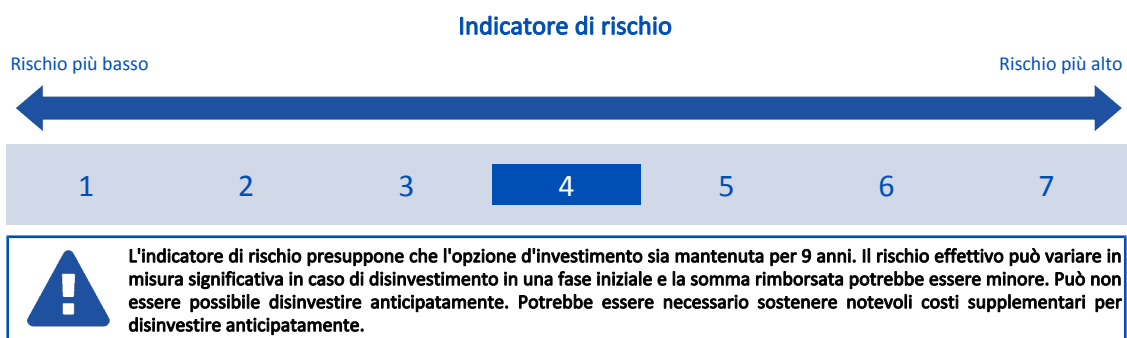 Indicatore di rischio
Rischio più basso Rischio più alto
1 2 3 4 5 6 7
L'indicatore di rischio presuppone che l'opzione d'investimento sia mantenuta per 9 anni. Il rischio effettivo può variare in
misura significativa in caso di disinvestimento in una fase iniziale e la somma rimborsata potrebbe essere minore. Può non
essere possibile disinvestire anticipatamente. Potrebbe essere necessario sostenere notevoli costi supplementari per
disinvestire anticipatamente.